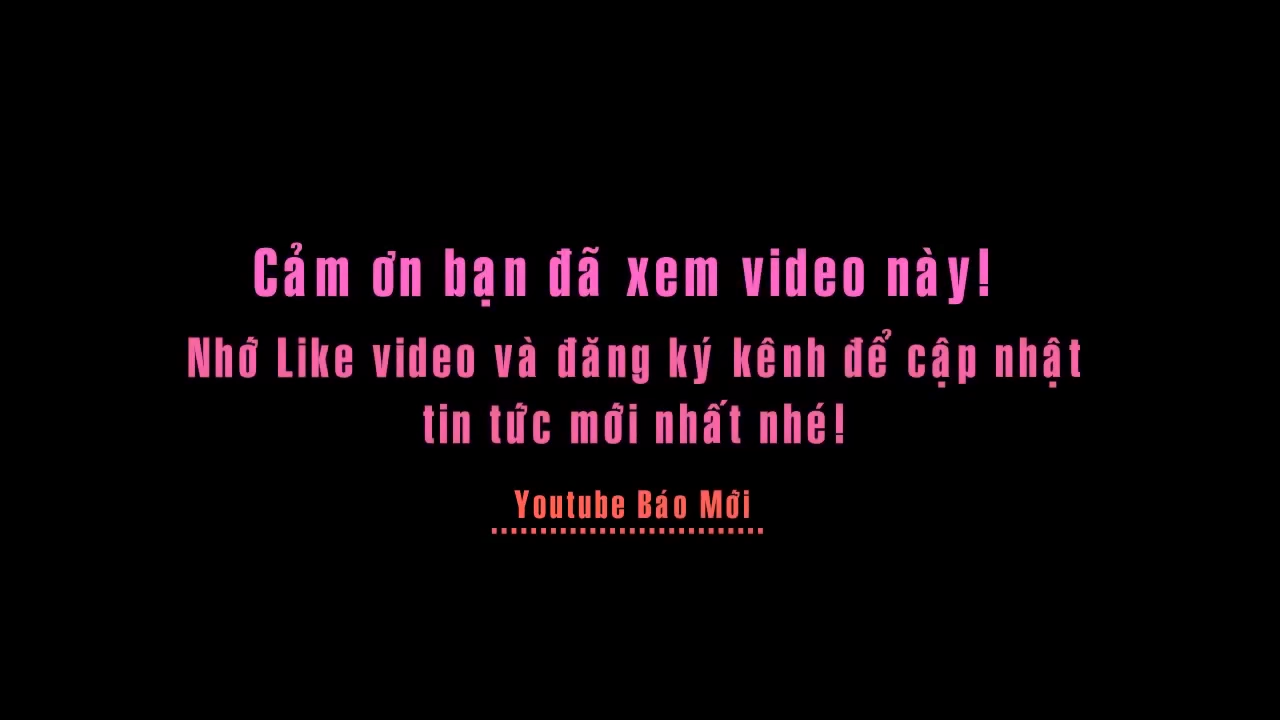 Cảm ơn bạn đã xem video này!
Nhớ Like video và đăng ký kênh để cập nhật
tin tức mới nhất nhé!
Youtube Báo Mới